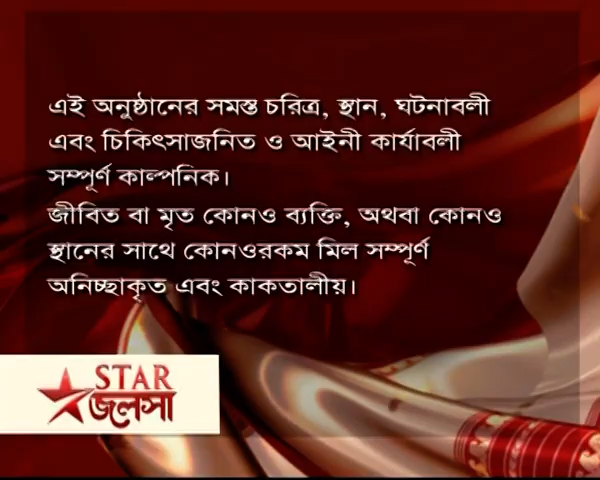 এই অনুষ্ঠানের সমস্ত চরিত্র, স্থান, ঘটনাবলী
এবং চিকিৎসাজনিত ও আইনী কার্যাবলী
সম্পূর্ণ কাল্পনিক।
জীবিত বা মৃত কোনও ব্যক্তি, অথবা কোনও
স্থানের সাথে কোনওরকম মিল সম্পূর্ণ
অনিচ্ছাকৃত এবং কাকতালীয়।
STAR
জলসা